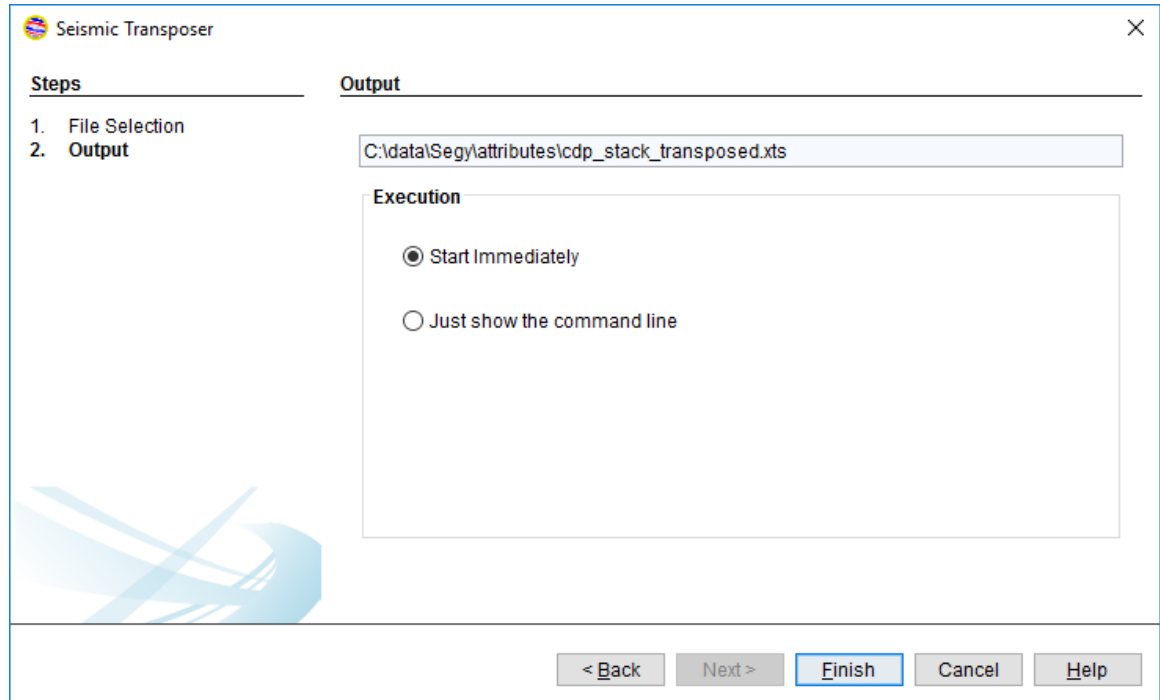 Seismic Transposer
Steps
1. File Selection
2. Output
Output
C:\data\Segy\attributes\cdp_stack_transposed.xts
Execution
Start Immediately
Just show the command line
< Back Next > Finish Cancel Help